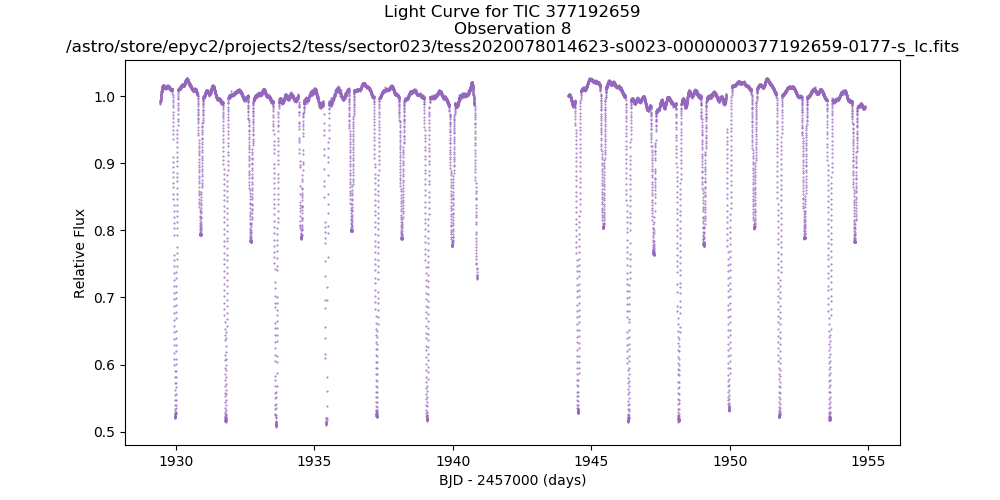 Light Curve for TIC 377192659
Observation 8
/astro/store/epyc2/projects2/tess/sector023/tess2020078014623-s0023-0000000377192659-0177-s_lc.fits
1.0
0.9
0.8
0.7
0.6
0.5
Relative Flux
1930 1935 1940 1945 1950 1955
BJD - 2457000 (days)